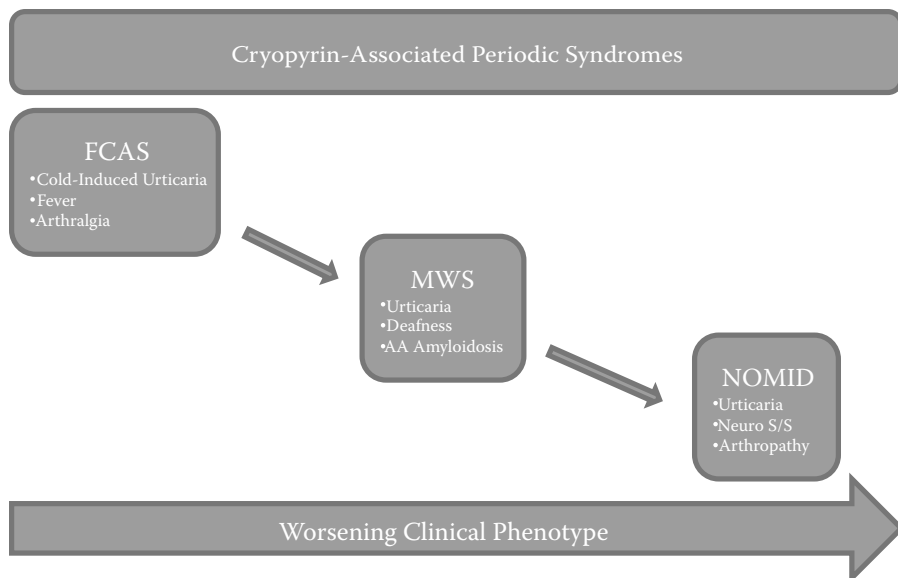 Cryopyrin-Associated Periodic Syndromes
FCAS
•Cold-Induced Urticaria
•Fever
•Arthralgia
MWS
•Urticaria
•Deafness
•AA Amyloidosis
NOMID
•Urticaria
•Neuro S/S
•Arthropathy
Worsening Clinical Phenotype